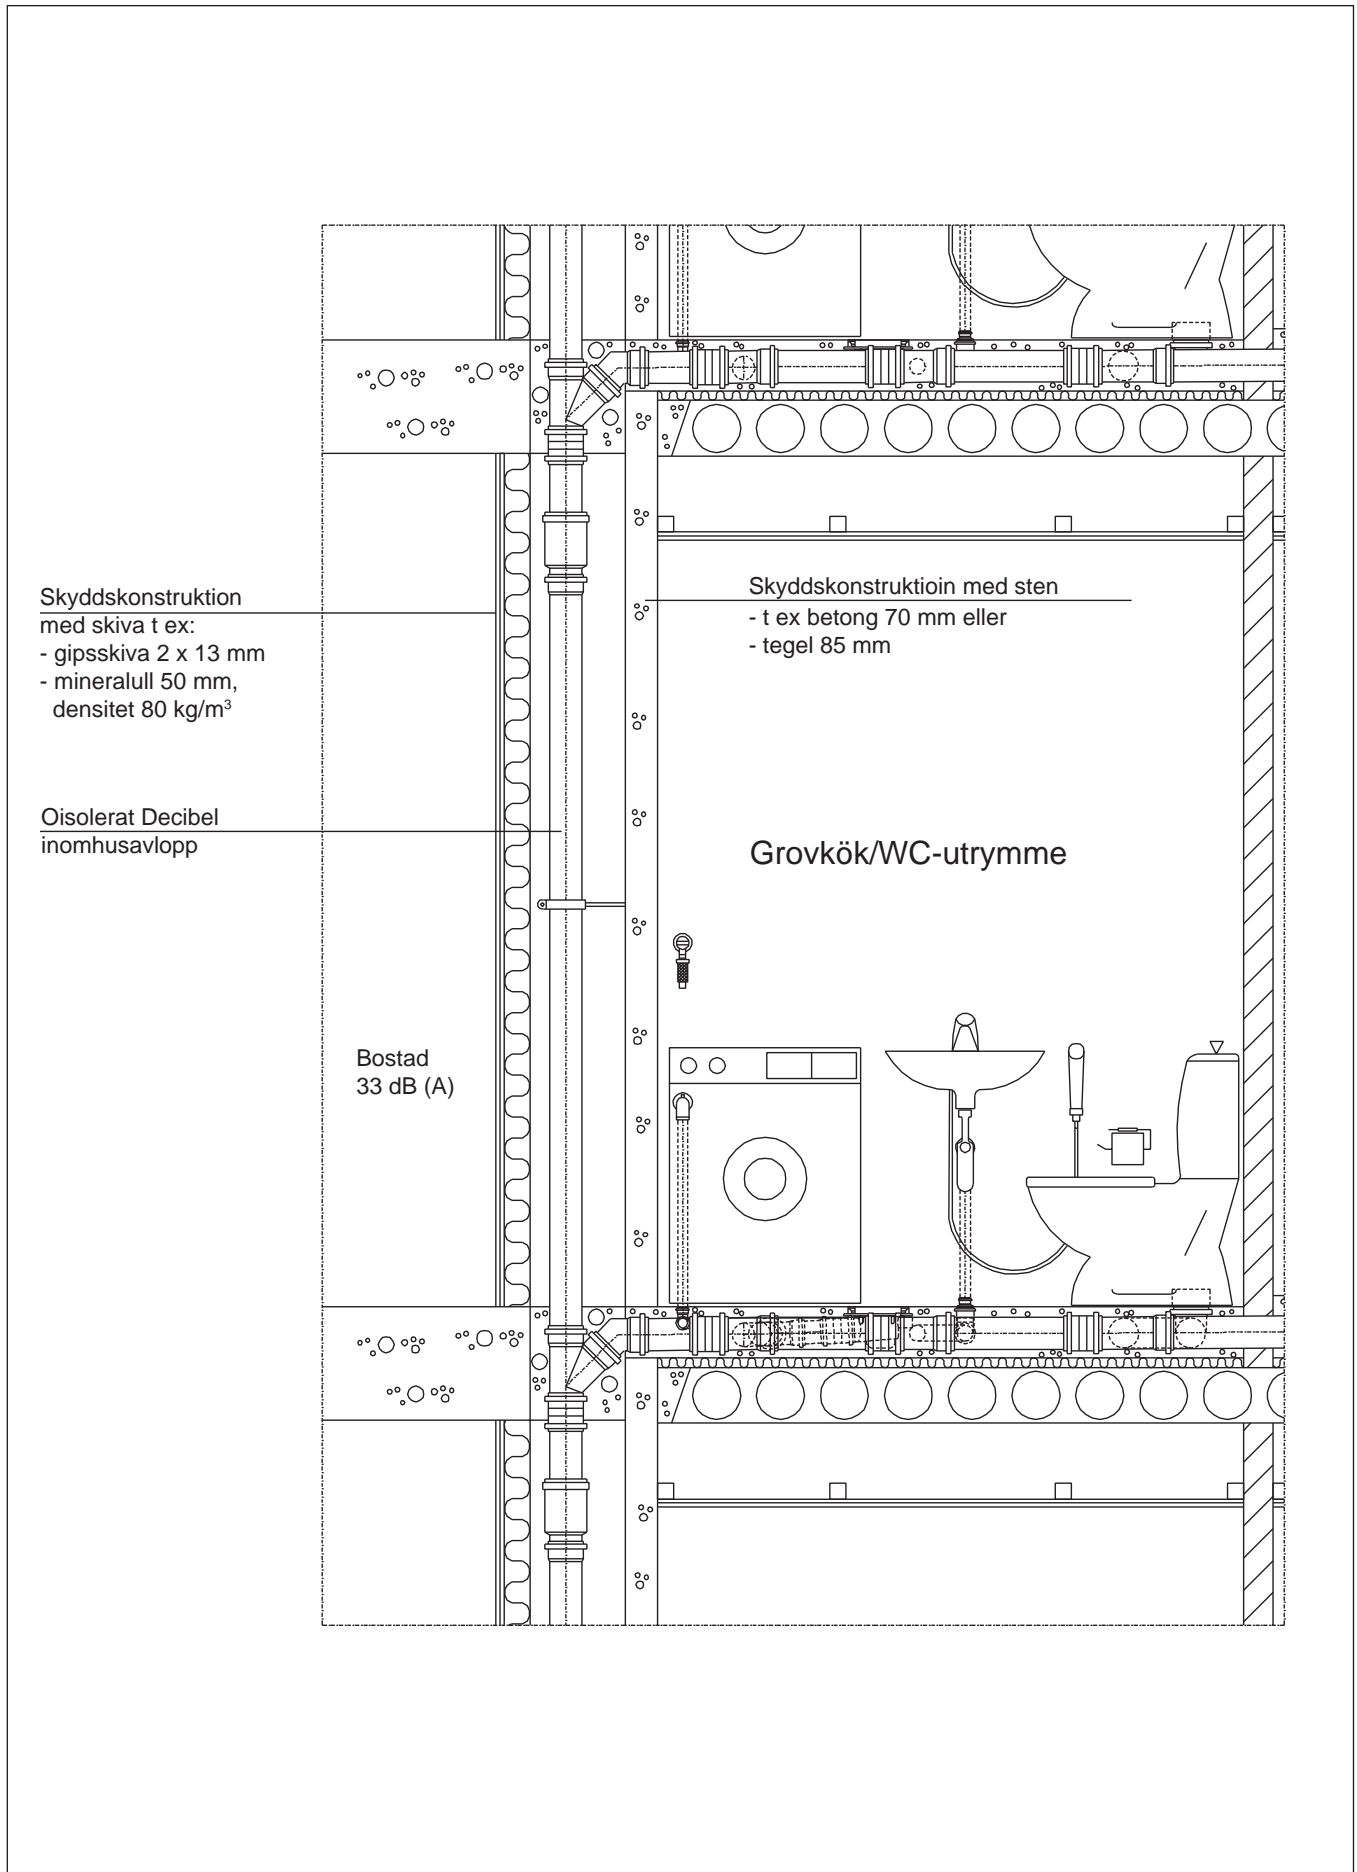 Skyddskonstruktion
med skiva t ex:
- gipsskiva 2 x 13 mm
- mineralull 50 mm,
densitet 80 kg/m³
Skyddskonstruktioin med sten
- t ex betong 70 mm eller
- tegel 85 mm
Oisolerat Decibel
inomhusavlopp
Grovkök/WC-utrymme
Bostad
33 dB (A)